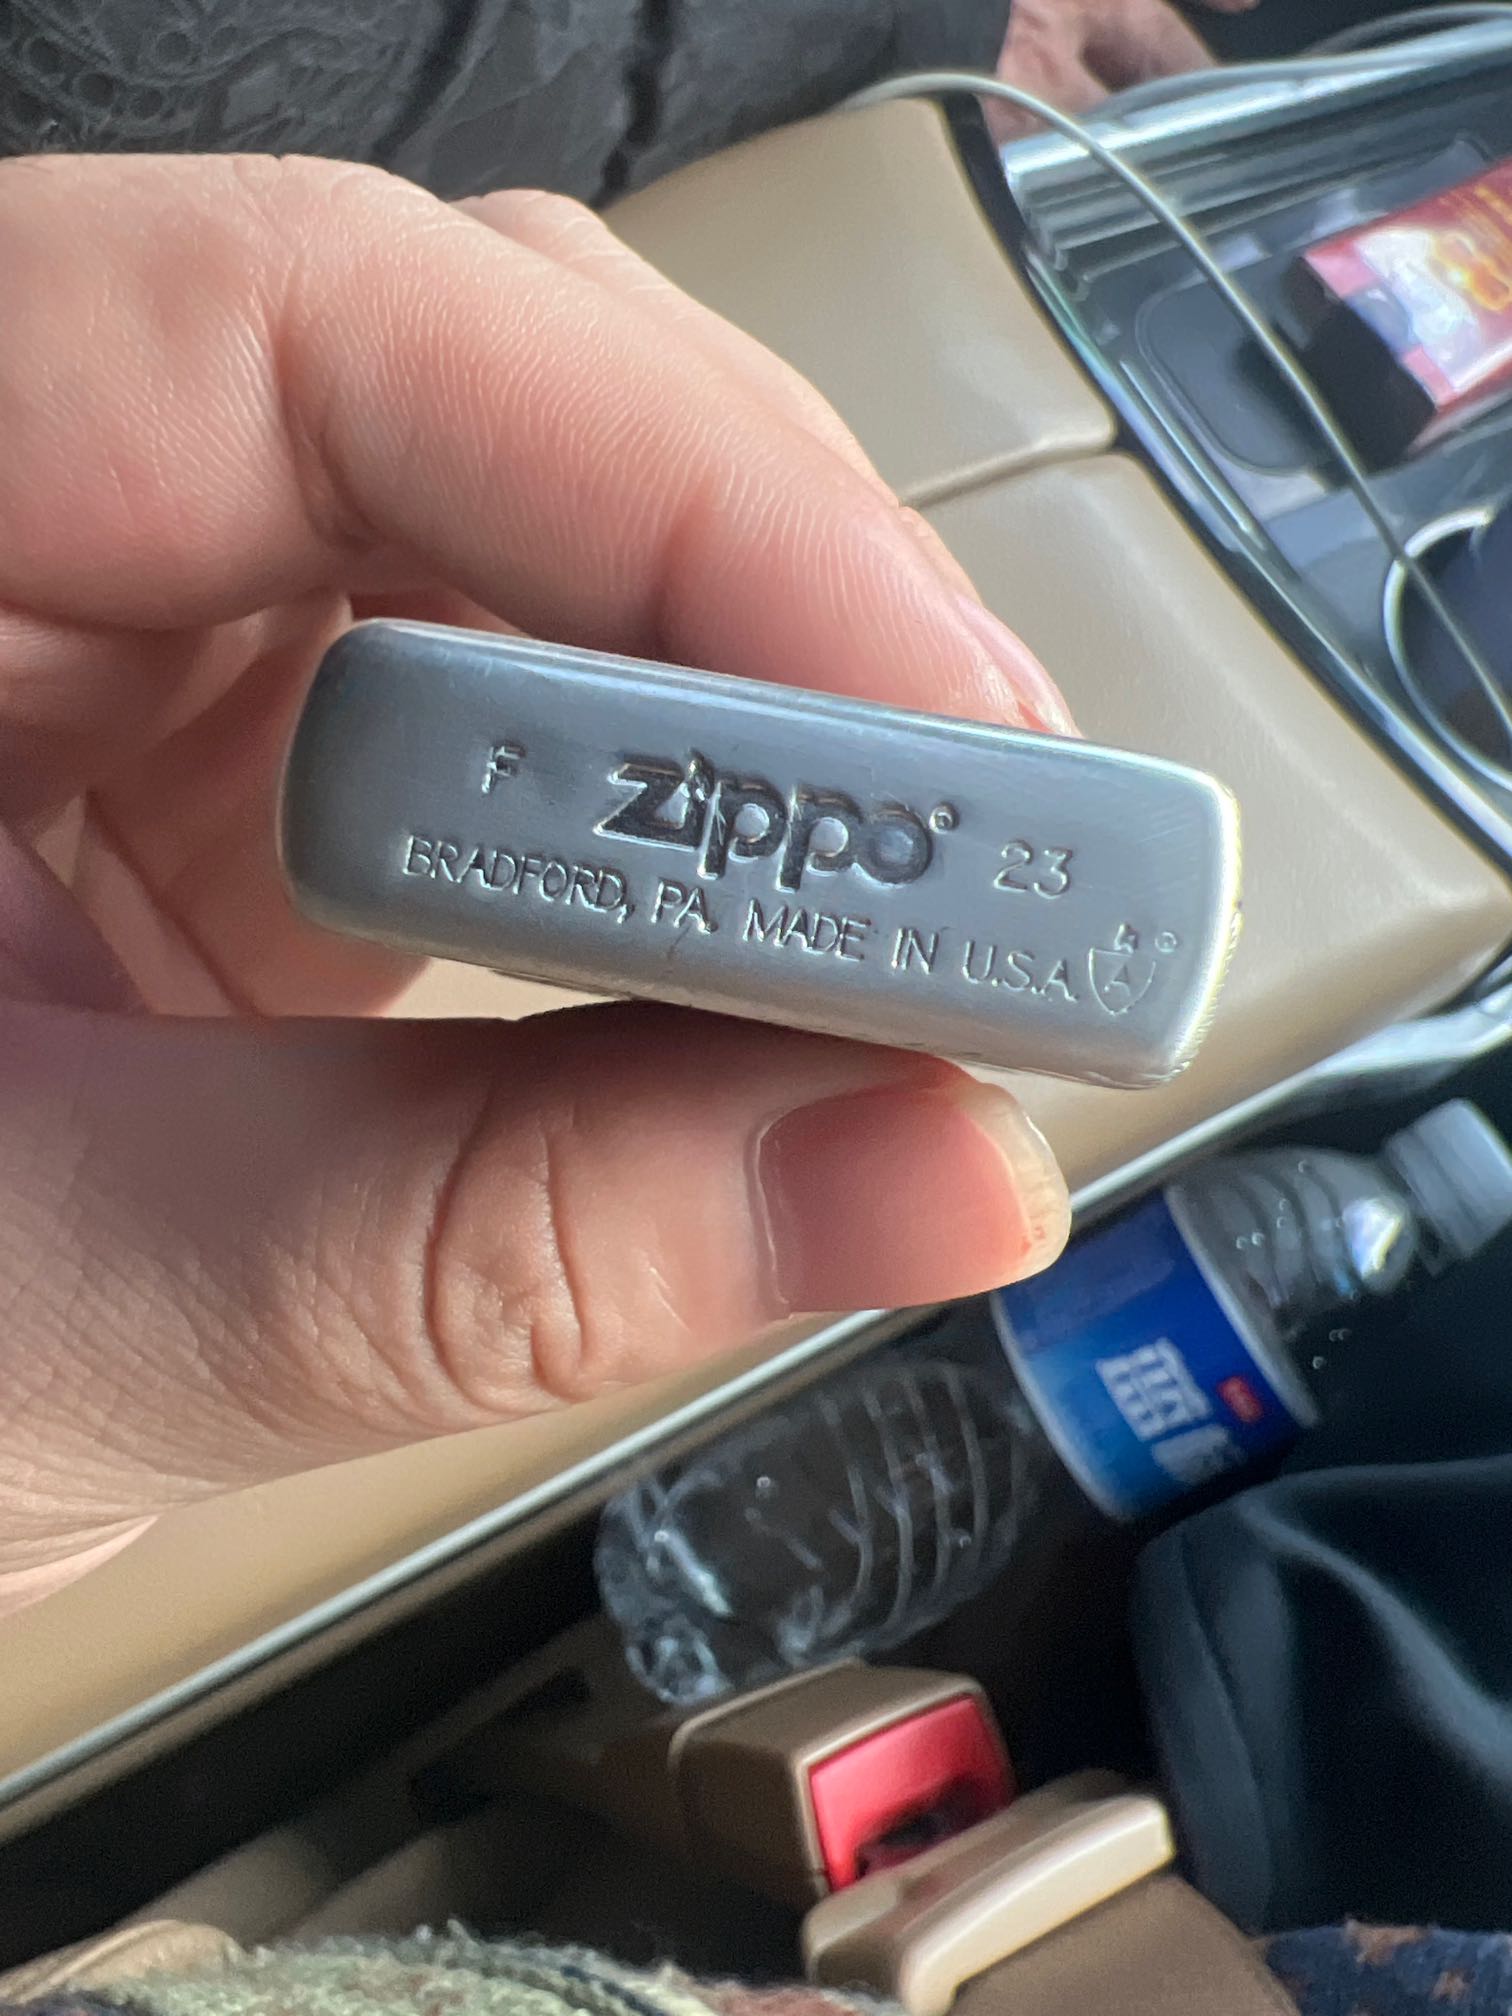 F zippo® 23
BRADFORD, PA. MADE IN U.S.A. A ®